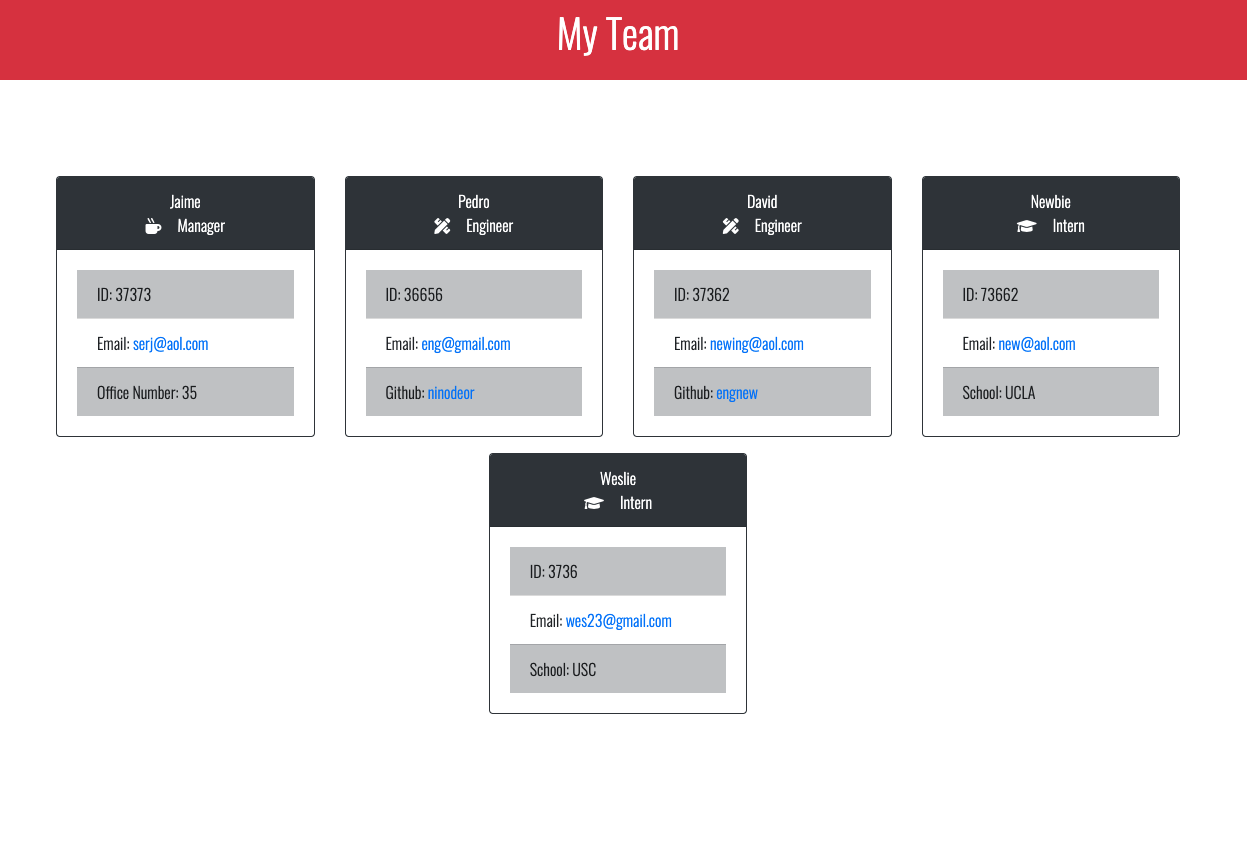 My Team
Jaime
Manager
ID: 37373
Email: serj@aol.com
Office Number: 35
Pedro
Engineer
ID: 36656
Email: eng@gmail.com
Github: ninodeor
David
Engineer
ID: 37362
Email: newing@aol.com
Github: engnew
Newbie
Intern
ID: 73662
Email: new@aol.com
School: UCLA
Weslie
Intern
ID: 3736
Email: wes23@gmail.com
School: USC